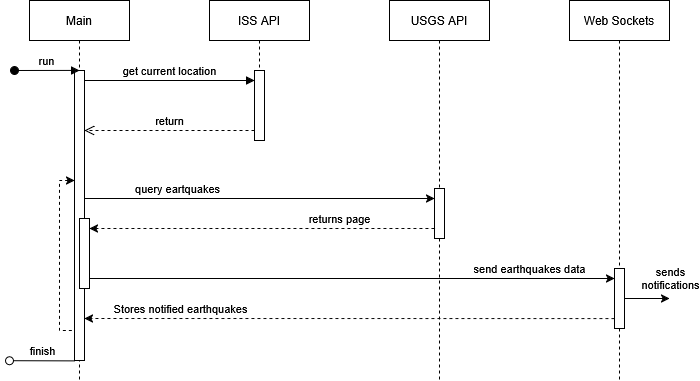 Main
ISS API
USGS API
Web Sockets
run
get current location
return
query eartquakes
returns page
send earthquakes data
sends
notifications
Stores notified earthquakes
finish